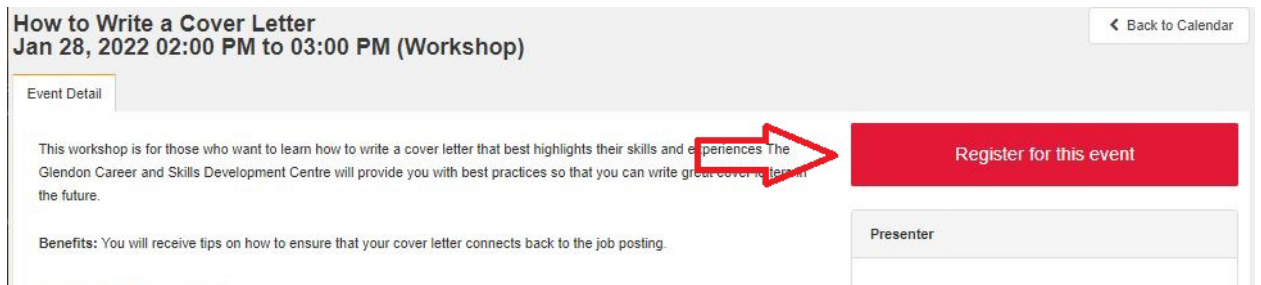 How to Write a Cover Letter
Jan 28, 2022 02:00 PM to 03:00 PM (Workshop)
Back to Calendar
Event Detail
This workshop is for those who want to learn how to write a cover letter that best highlights their skills and experiences The
Glendon Career and Skills Development Centre will provide you with best practices so that you can write great cover letters in
the future.
Benefits: You will receive tips on how to ensure that your cover letter connects back to the job posting.
Register for this event
Presenter